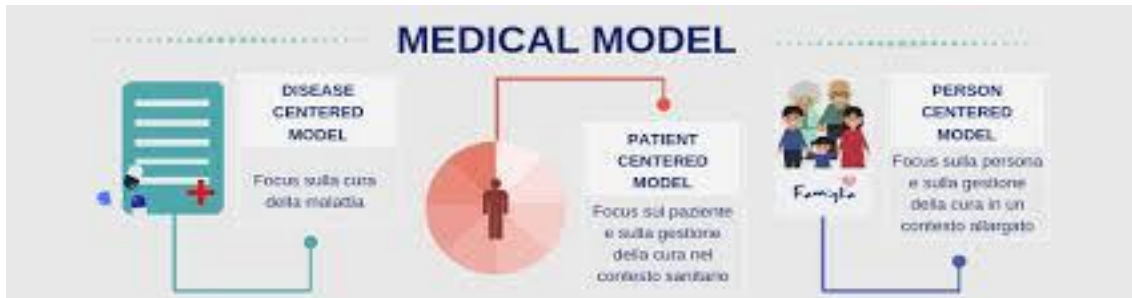 MEDICAL MODEL
DISEASE
CENTERED
MODEL
Focus sulla cura
della malattia
PATIENT
CENTERED
MODEL
Focus sul paziente
e sulla gestione
della cura nel
contesto sanitario
Famiglia
PERSON
CENTERED
MODEL
Focus sulla persona
e sulla gestione
della cura in un
contesto allargato